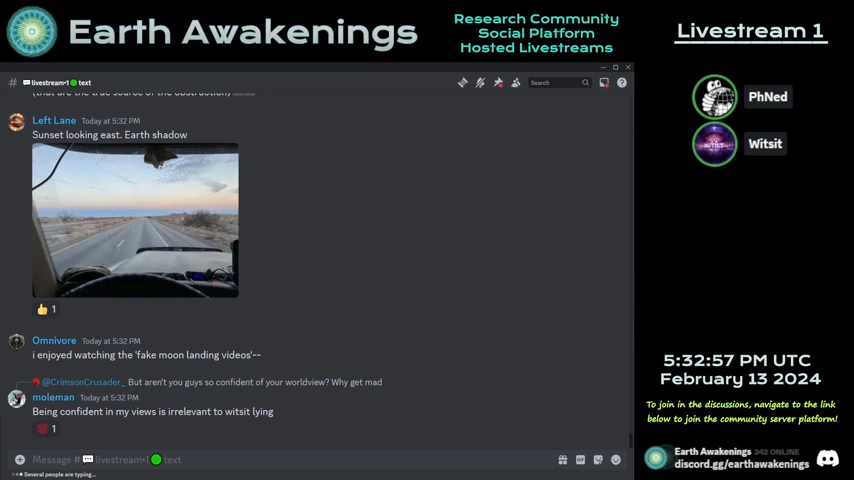 Earth Awakenings
Research Community
Social Platform
Hosted Livestreams
Livestream 1
# livestream•1 text
Search
(that are the true source of the obstruction)
Left Lane Today at 5:32 PM
Sunset looking east. Earth shadow
👍 1
Omnivore Today at 5:32 PM
i enjoyed watching the 'fake moon landing videos'--
@CrimsonCrusader_ But aren't you guys so confident of your worldview? Why get mad
moleman Today at 5:32 PM
Being confident in my views is irrelevant to witsit lying
1
Message # livestream•1 text
GIF
Several people are typing...
PhNed
Witsit
5:32:57 PM UTC
February 13 2024
To join in the discussions, navigate to the link
below to join the community server platform!
Earth Awakenings 342 ONLINE
discord.gg/earthawakenings